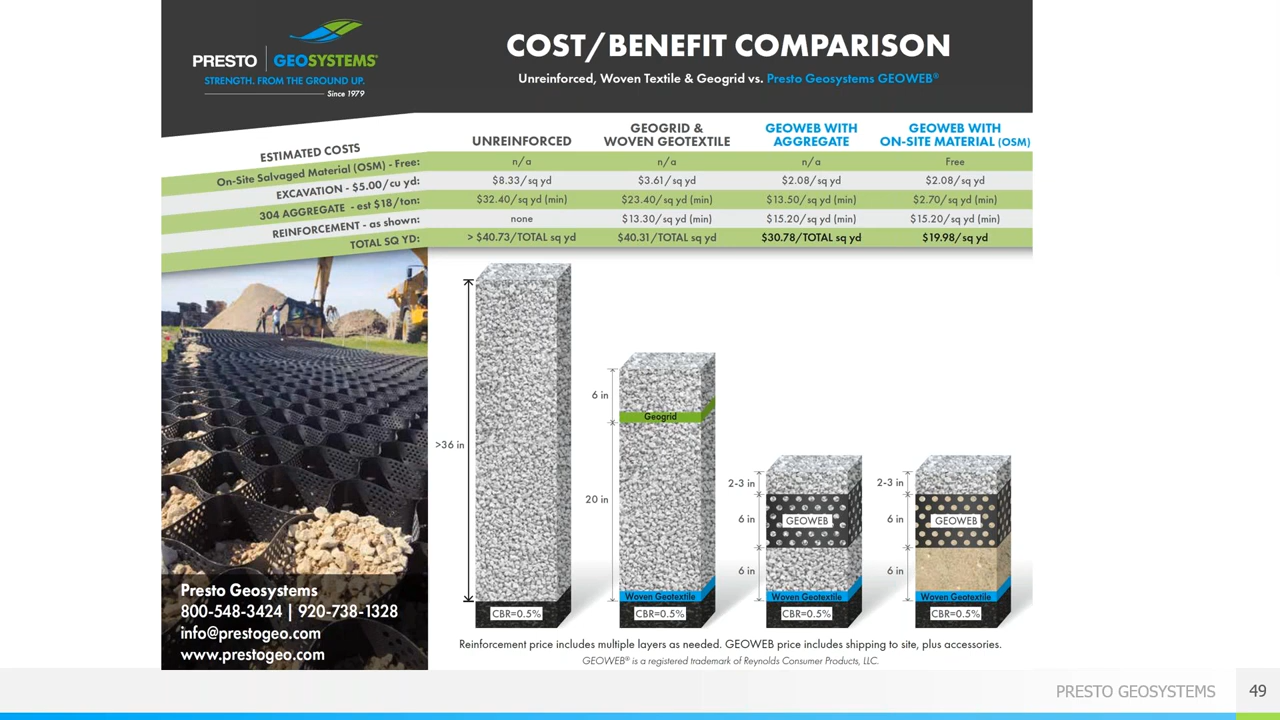 PRESTO GEOSYSTEMS®
STRENGTH. FROM THE GROUND UP.
Since 1979
COST/BENEFIT COMPARISON
Unreinforced, Woven Textile & Geogrid vs. Presto Geosystems GEOWEB®
ESTIMATED COSTS
UNREINFORCED
GEOGRID &
WOVEN GEOTEXTILE
GEOWEB WITH
AGGREGATE
GEOWEB WITH
ON-SITE MATERIAL (OSM)
On-Site Salvaged Material (OSM) - Free: n/a n/a n/a Free
EXCAVATION - $5.00/cu yd: $8.33/sq yd $3.61/sq yd $2.08/sq yd $2.08/sq yd
304 AGGREGATE - est $18/ton: $32.40/sq yd (min) $23.40/sq yd (min) $13.50/sq yd (min) $2.70/sq yd (min)
REINFORCEMENT - as shown: none $13.30/sq yd (min) $15.20/sq yd (min) $15.20/sq yd (min)
TOTAL SQ YD: > $40.73/TOTAL sq yd $40.31/TOTAL sq yd $30.78/TOTAL sq yd $19.98/sq yd
>36 in
CBR=0.5%
6 in
Geogrid
20 in
Woven Geotextile
CBR=0.5%
2-3 in
6 in
GEOWEB
6 in
Woven Geotextile
CBR=0.5%
2-3 in
6 in
GEOWEB
6 in
Woven Geotextile
CBR=0.5%
Presto Geosystems
800-548-3424 | 920-738-1328
info@prestogeo.com
www.prestogeo.com
Reinforcement price includes multiple layers as needed. GEOWEB price includes shipping to site, plus accessories.
GEOWEB® is a registered trademark of Reynolds Consumer Products, LLC.
PRESTO GEOSYSTEMS 49